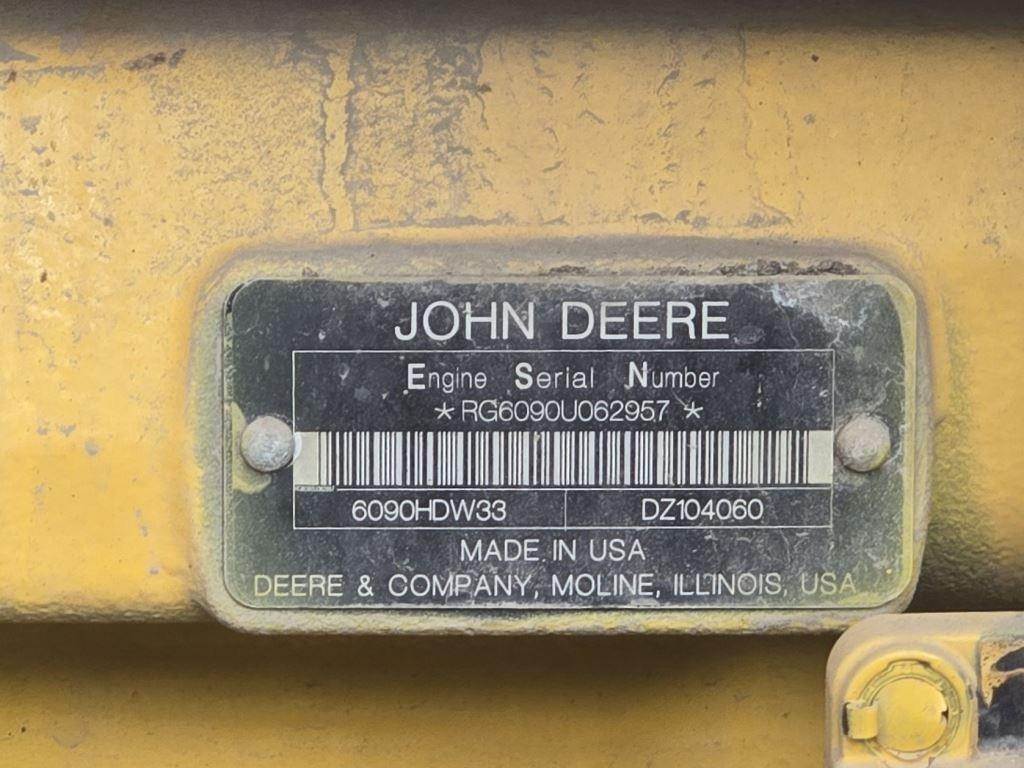 JOHN DEERE
Engine Serial Number
*RG6090U062957*
6090HDW33 DZ104060
MADE IN USA
DEERE & COMPANY, MOLINE, ILLINOIS, USA